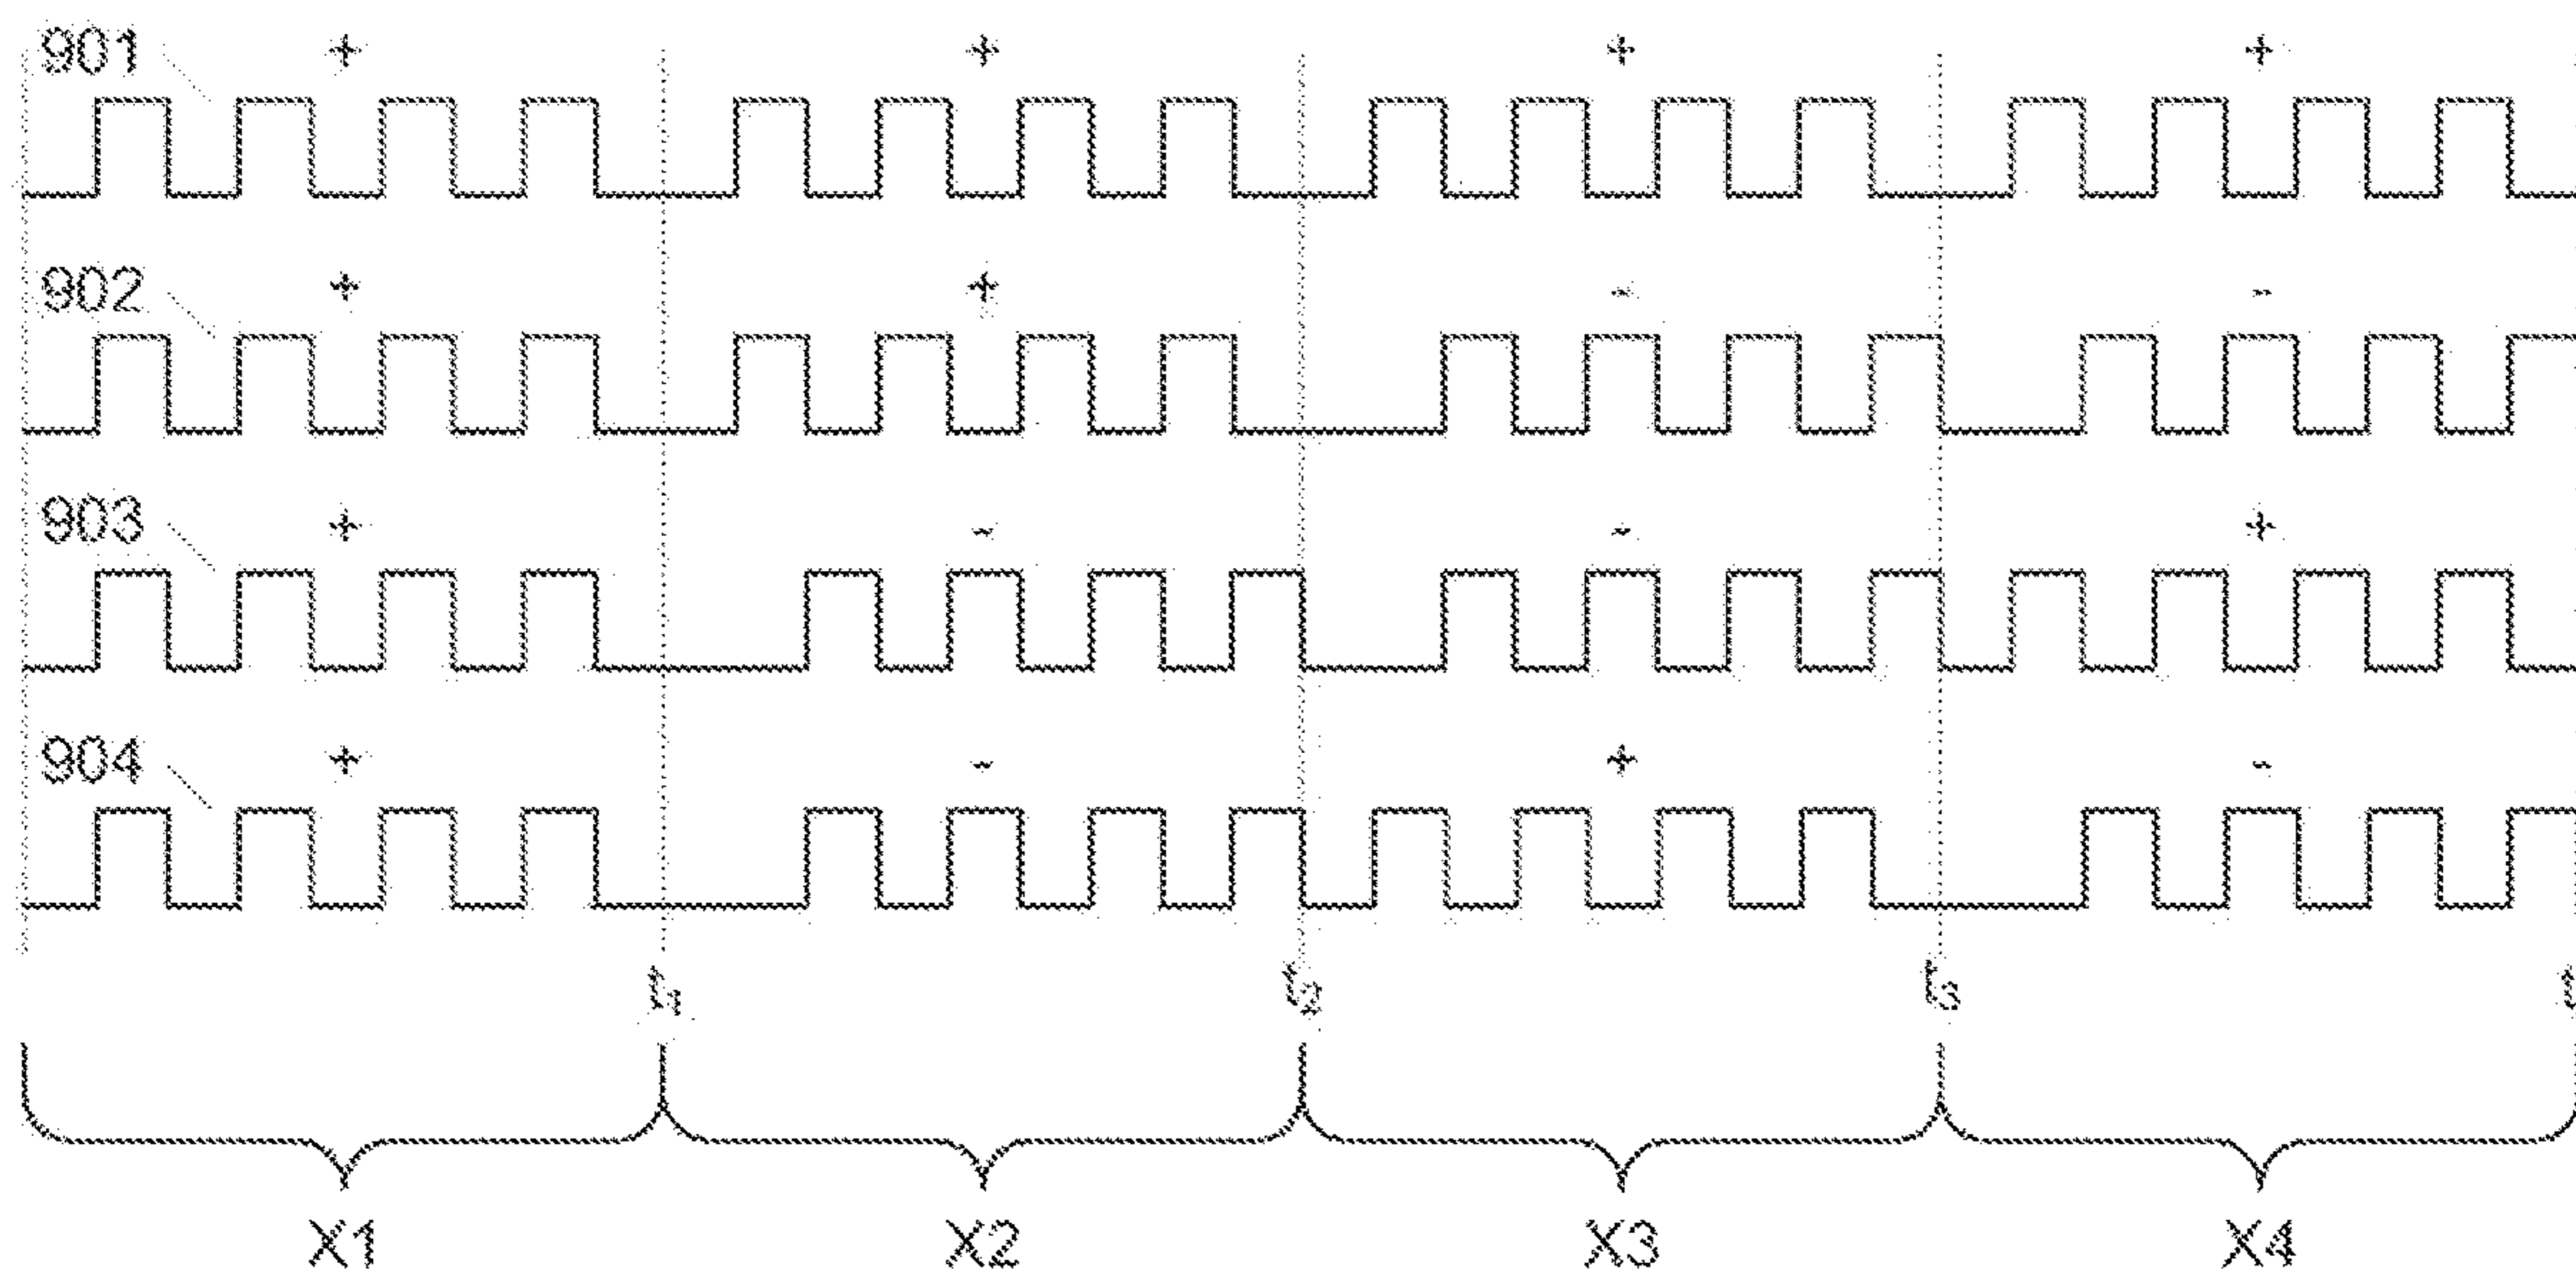 901 + + + +
902 + + - -
903 + - - +
904 + - + -
t1 t2 t3 t
X1 X2 X3 X4